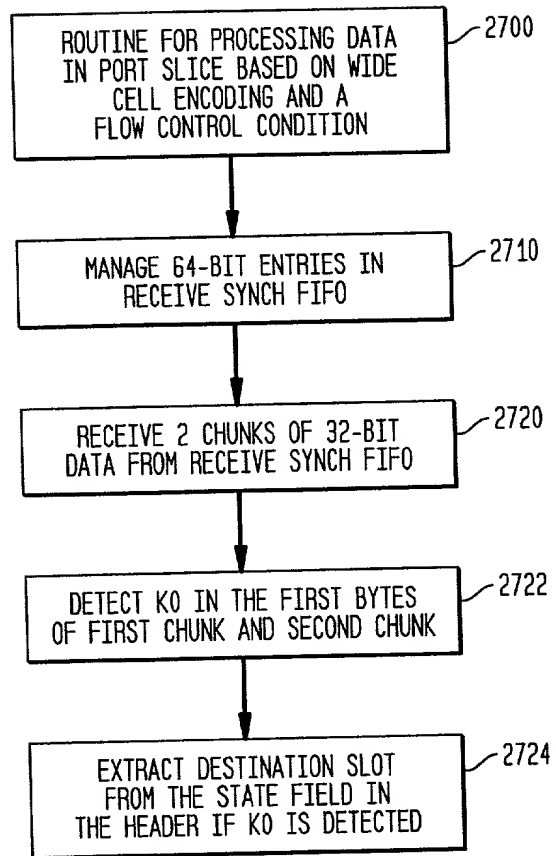 ROUTINE FOR PROCESSING DATA
IN PORT SLICE BASED ON WIDE
CELL ENCODING AND A
FLOW CONTROL CONDITION
2700
MANAGE 64-BIT ENTRIES IN
RECEIVE SYNCH FIFO
2710
RECEIVE 2 CHUNKS OF 32-BIT
DATA FROM RECEIVE SYNCH FIFO
2720
DETECT K0 IN THE FIRST BYTES
OF FIRST CHUNK AND SECOND CHUNK
2722
EXTRACT DESTINATION SLOT
FROM THE STATE FIELD IN
THE HEADER IF K0 IS DETECTED
2724